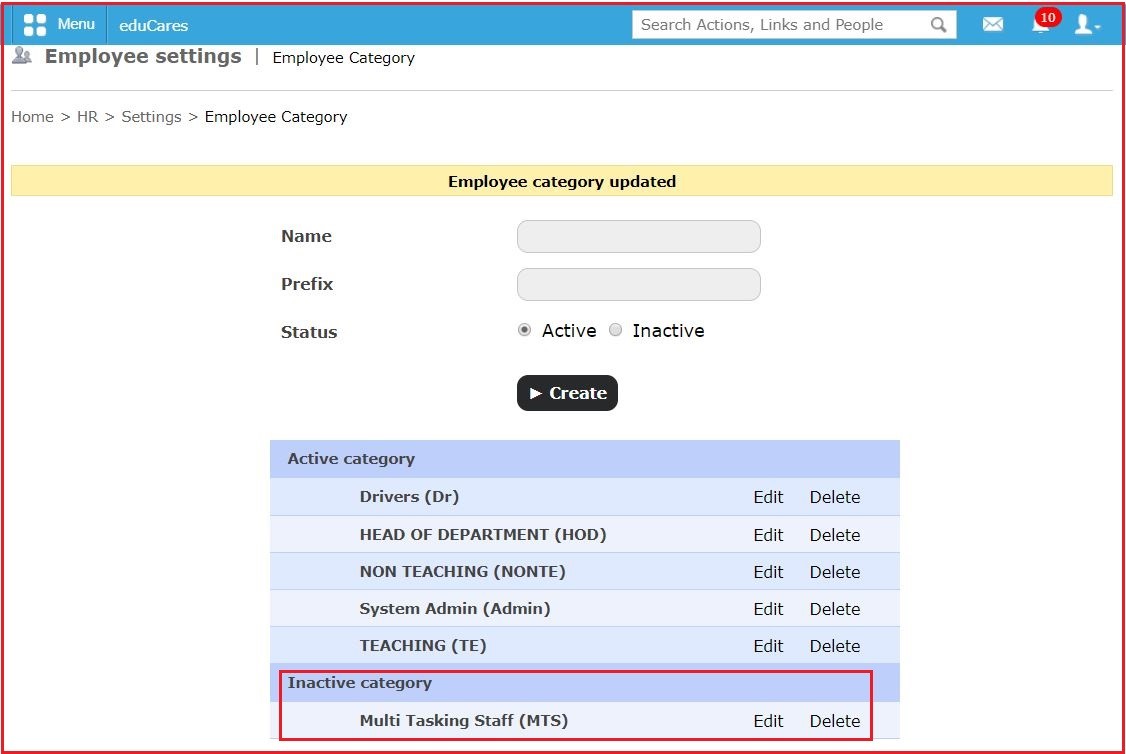 Menu eduCares Search Actions, Links and People 10
Employee settings | Employee Category
Home > HR > Settings > Employee Category
Employee category updated
Name
Prefix
Status Active Inactive
Create
Active category
Drivers (Dr) Edit Delete
HEAD OF DEPARTMENT (HOD) Edit Delete
NON TEACHING (NONTE) Edit Delete
System Admin (Admin) Edit Delete
TEACHING (TE) Edit Delete
Inactive category
Multi Tasking Staff (MTS) Edit Delete